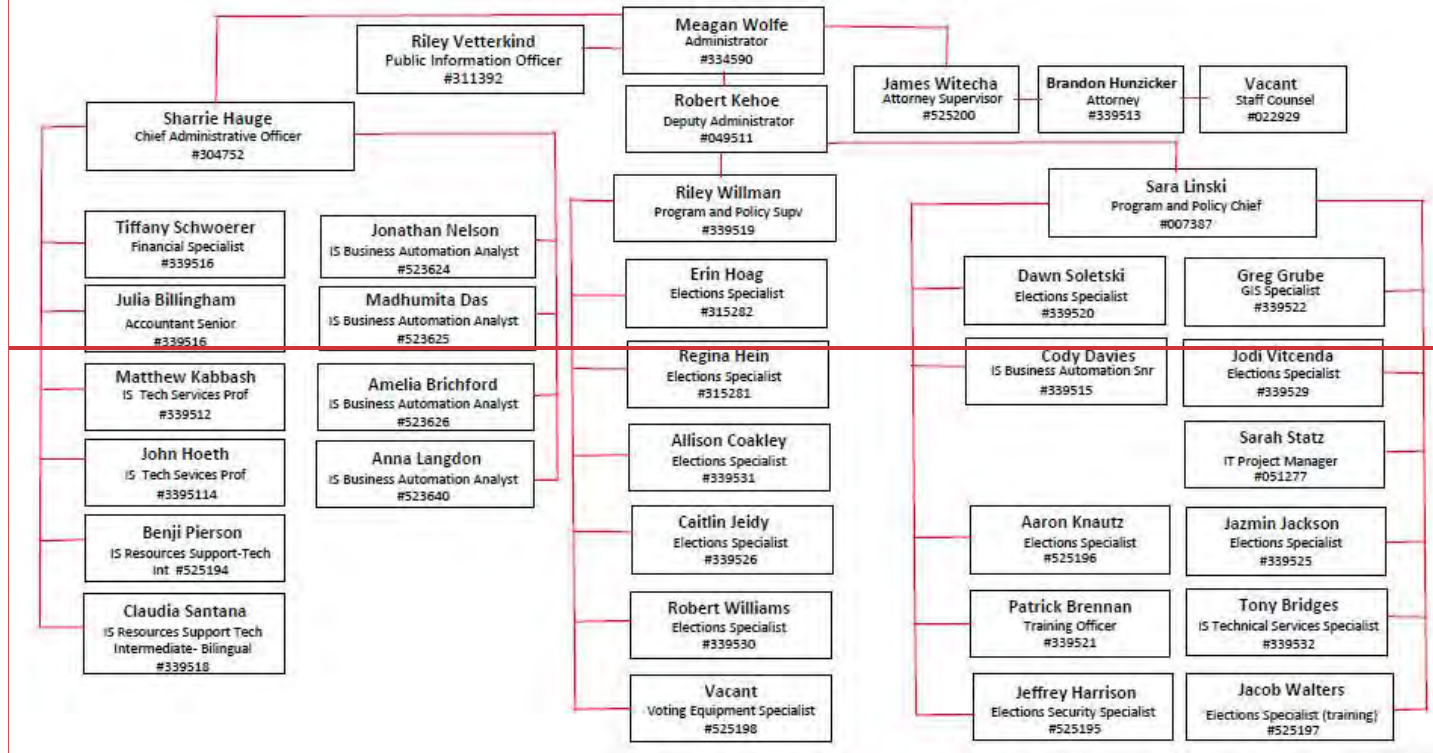 Meagan Wolfe
Administrator
#334590
Riley Vetterkind
Public Information Officer
#311392
James Witecha
Attorney Supervisor
#525200
Brandon Hunzicker
Attorney
#339513
Vacant
Staff Counsel
#022929
Robert Kehoe
Deputy Administrator
#049511
Sharrie Hauge
Chief Administrative Officer
#304752
Tiffany Schwoerer
Financial Specialist
#339516
Julia Billingham
Accountant Senior
#339516
Matthew Kabbash
IS Tech Services Prof
#339512
John Hoeth
IS Tech Sevices Prof
#3395114
Benji Pierson
IS Resources Support-Tech
Int #525194
Claudia Santana
IS Resources Support Tech
Intermediate- Bilingual
#339518
Jonathan Nelson
IS Business Automation Analyst
#523624
Madhumita Das
IS Business Automation Analyst
#523625
Amelia Brichford
IS Business Automation Analyst
#523626
Anna Langdon
IS Business Automation Analyst
#523640
Riley Willman
Program and Policy Supv
#339519
Erin Hoag
Elections Specialist
#315282
Regina Hein
Elections Specialist
#315281
Allison Coakley
Elections Specialist
#339531
Caitlin Jeidy
Elections Specialist
#339526
Robert Williams
Elections Specialist
#339530
Vacant
Voting Equipment Specialist
#525198
Sara Linski
Program and Policy Chief
#007387
Dawn Soletski
Elections Specialist
#339520
Cody Davies
IS Business Automation Snr
#339515
Aaron Knautz
Elections Specialist
#525196
Patrick Brennan
Training Officer
#339521
Jeffrey Harrison
Elections Security Specialist
#525195
Greg Grube
GIS Specialist
#339522
Jodi Vitcenda
Elections Specialist
#339529
Sarah Statz
IT Project Manager
#051277
Jazmin Jackson
Elections Specialist
#339525
Tony Bridges
IS Technical Services Specialist
#339532
Jacob Walters
Elections Specialist (training)
#525197